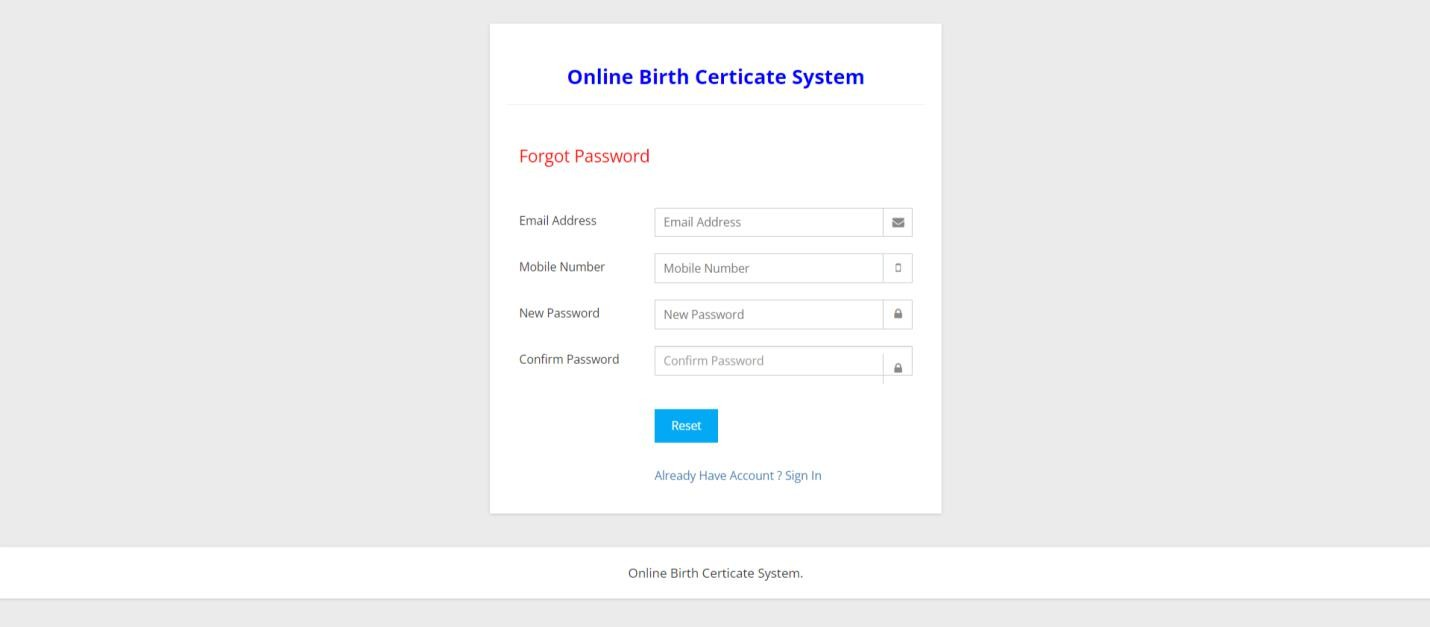 Online Birth Certicate System
Forgot Password
Email Address Email Address
Mobile Number Mobile Number
New Password New Password
Confirm Password Confirm Password
Reset
Already Have Account ? Sign In
Online Birth Certicate System.